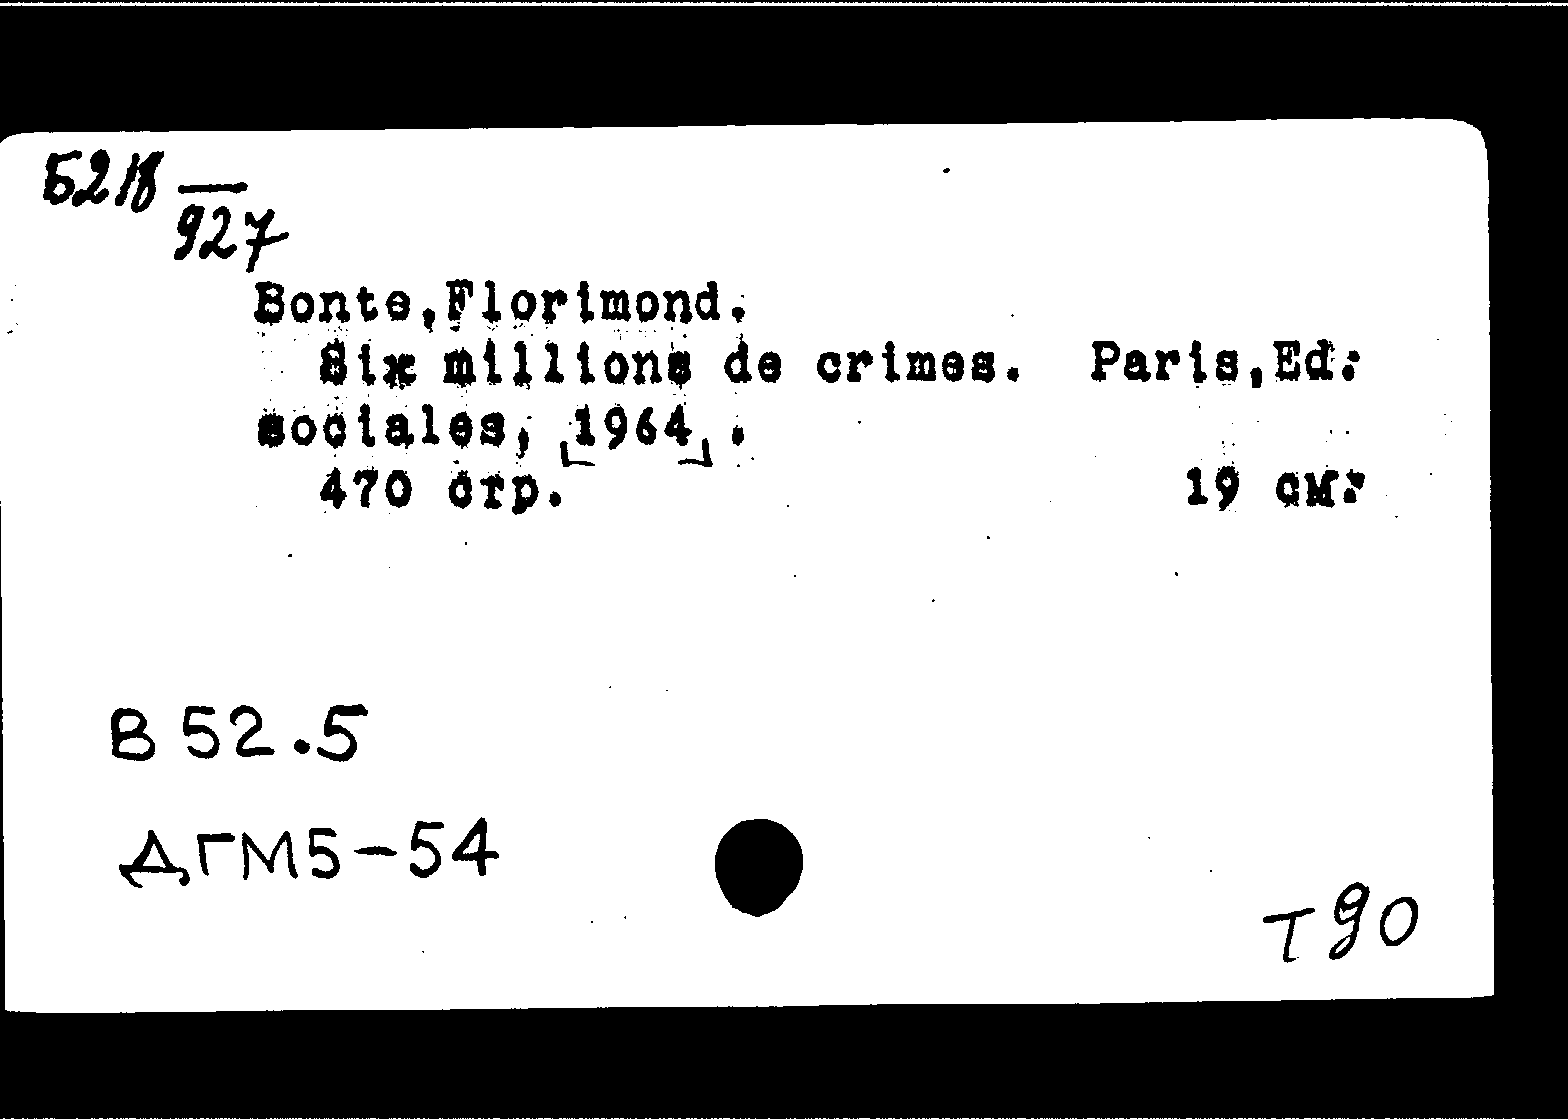 Б218
927
Bonte,Florimond.
Six millions de crimes. Paris,Ed.
sociales, [1964].
470 стр. 19 см.
В 52.5
ДГМ5-54
Т90